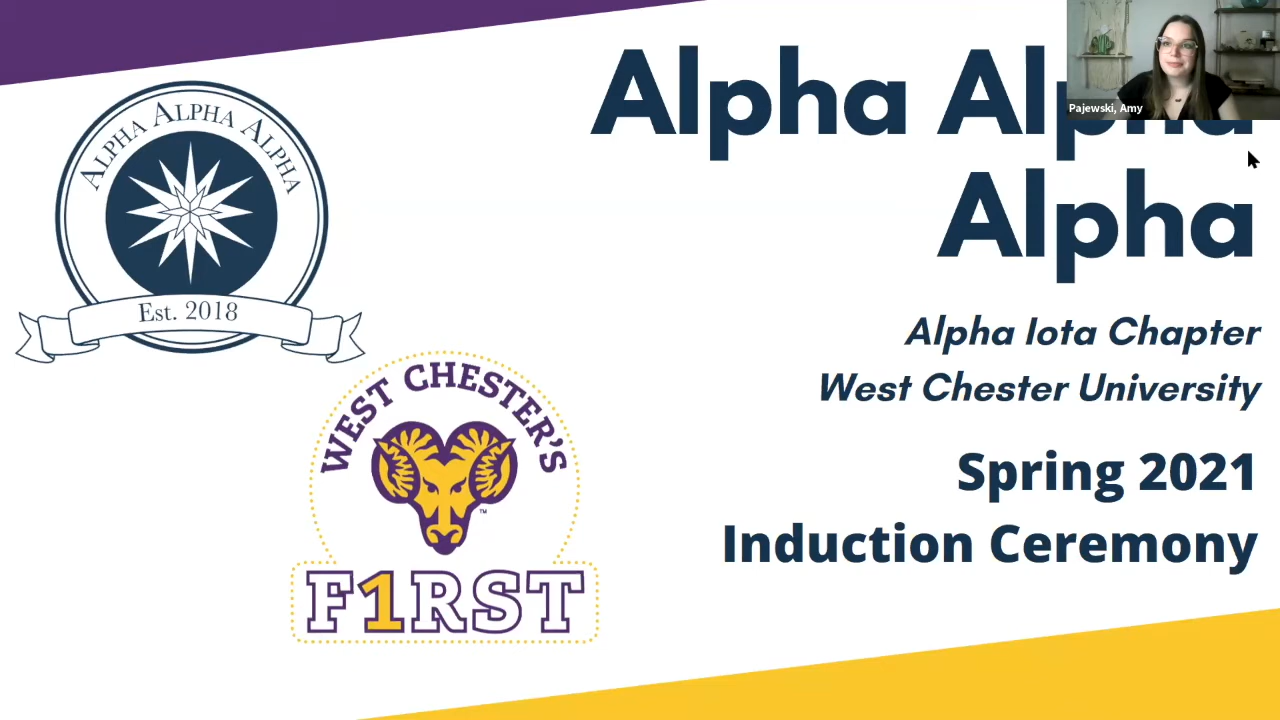 Alpha Alpha
Alpha
Pajewski, Amy
ALPHA ALPHA ALPHA
Est. 2018
Alpha Iota Chapter
West Chester University
WEST CHESTER'S
TM
F1RST
Spring 2021
Induction Ceremony